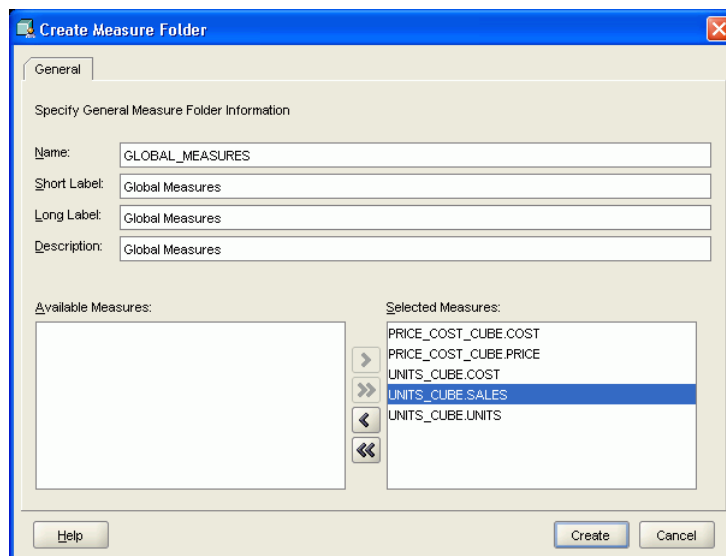 Create Measure Folder
General
Specify General Measure Folder Information
Name: GLOBAL_MEASURES
Short Label: Global Measures
Long Label: Global Measures
Description: Global Measures
Available Measures:
Selected Measures:
PRICE_COST_CUBE.COST
PRICE_COST_CUBE.PRICE
UNITS_CUBE.COST
UNITS_CUBE.SALES
UNITS_CUBE.UNITS
Help Create Cancel